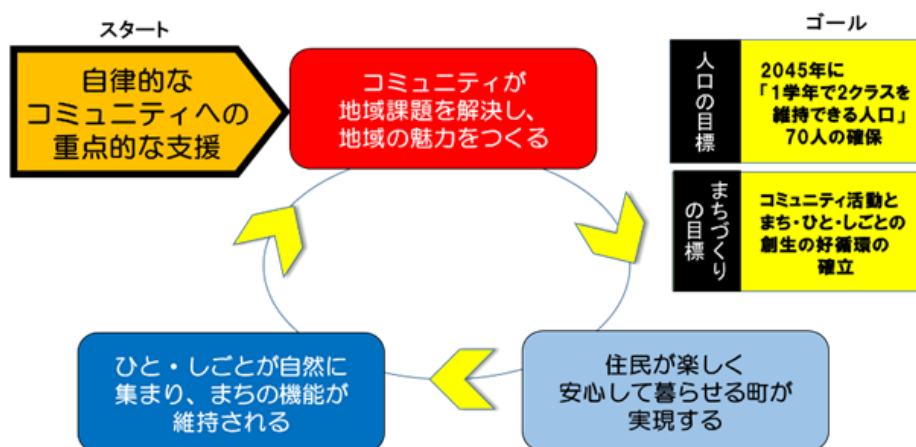 スタート
自律的な
コミュニティへの
重点的な支援
コミュニティが
地域課題を解決し、
地域の魅力をつくる
ゴール
人口の目標
2045年に
「1学年で2クラスを
維持できる人口」
70人の確保
まちづくり
の目標
コミュニティ活動と
まち・ひと・しごとの
創生の好循環の
確立
ひと・しごとが自然に
集まり、まちの機能が
維持される
住民が楽しく
安心して暮らせる町が
実現する